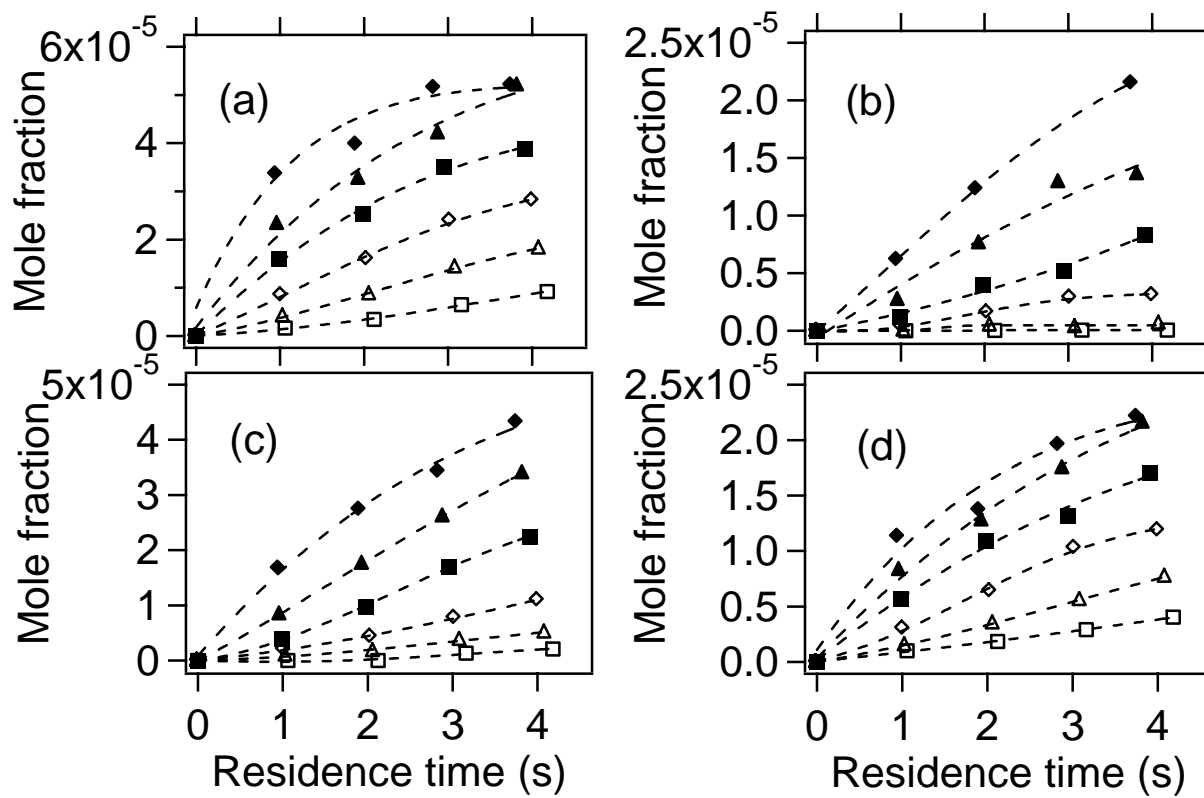 6x10^-5
4
2
0
Mole fraction
(a)
2.5x10^-5
2.0
1.5
1.0
0.5
0.0
Mole fraction
(b)
5x10^-5
4
3
2
1
0
Mole fraction
(c)
0 1 2 3 4
Residence time (s)
2.5x10^-5
2.0
1.5
1.0
0.5
0.0
Mole fraction
(d)
0 1 2 3 4
Residence time (s)